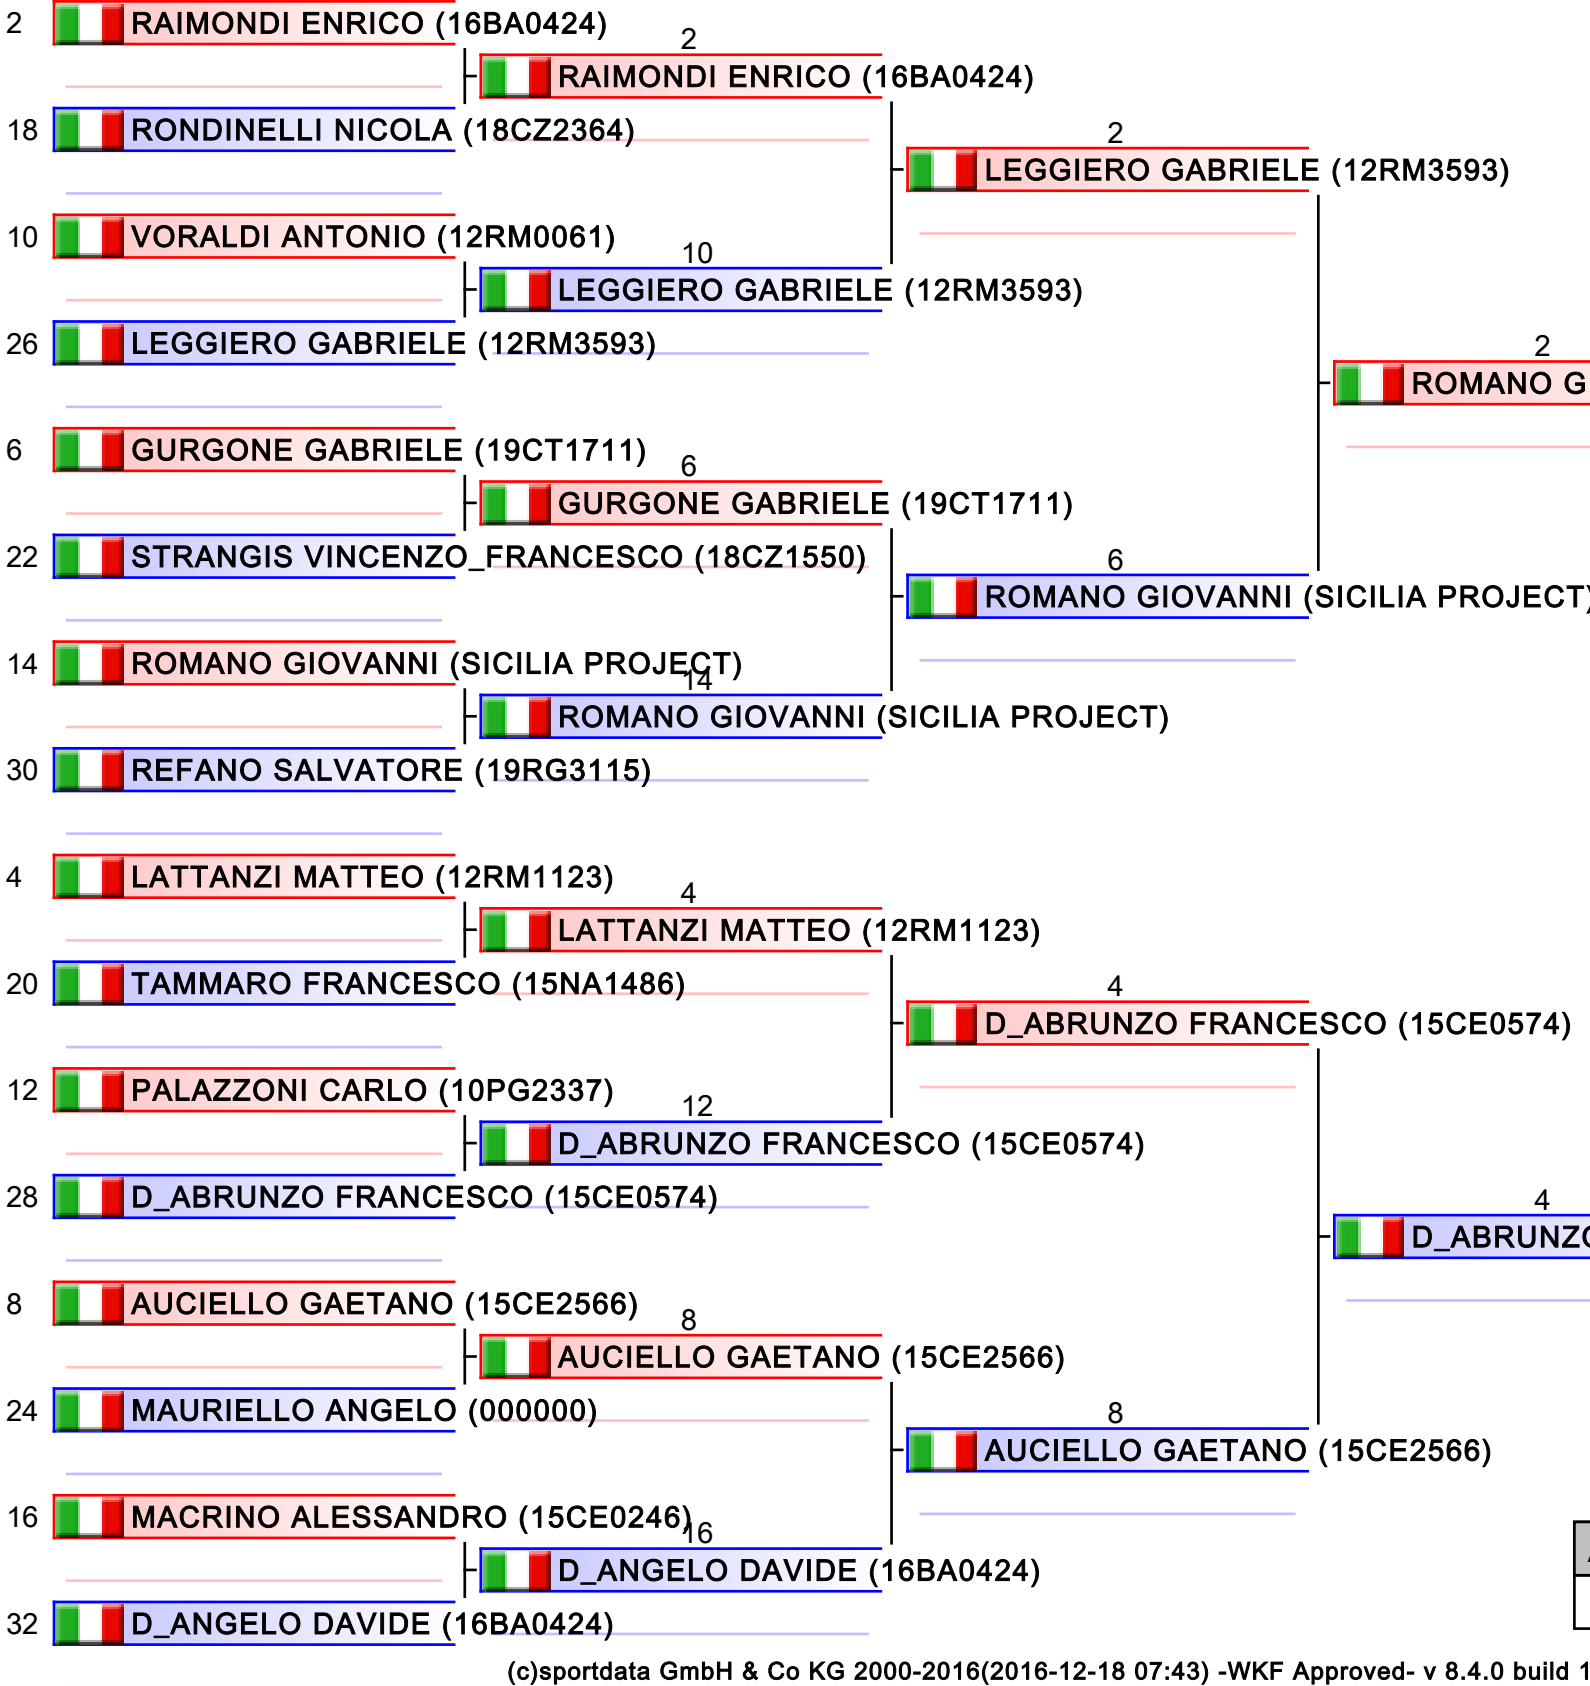 2 RAIMONDI ENRICO (16BA0424)
2
RAIMONDI ENRICO (16BA0424)
18 RONDINELLI NICOLA (18CZ2364)
2
LEGGIERO GABRIELE (12RM3593)
10 VORALDI ANTONIO (12RM0061)
10
LEGGIERO GABRIELE (12RM3593)
26 LEGGIERO GABRIELE (12RM3593)
2
ROMANO G
6 GURGONE GABRIELE (19CT1711)
6
GURGONE GABRIELE (19CT1711)
22 STRANGIS VINCENZO_FRANCESCO (18CZ1550)
6
ROMANO GIOVANNI (SICILIA PROJECT)
14 ROMANO GIOVANNI (SICILIA PROJECT)
14
ROMANO GIOVANNI (SICILIA PROJECT)
30 REFANO SALVATORE (19RG3115)
4 LATTANZI MATTEO (12RM1123)
4
LATTANZI MATTEO (12RM1123)
20 TAMMARO FRANCESCO (15NA1486)
4
D_ABRUNZO FRANCESCO (15CE0574)
12 PALAZZONI CARLO (10PG2337)
12
D_ABRUNZO FRANCESCO (15CE0574)
28 D_ABRUNZO FRANCESCO (15CE0574)
4
D_ABRUNZO
8 AUCIELLO GAETANO (15CE2566)
8
AUCIELLO GAETANO (15CE2566)
24 MAURIELLO ANGELO (000000)
8
AUCIELLO GAETANO (15CE2566)
16 MACRINO ALESSANDRO (15CE0246)
16
D_ANGELO DAVIDE (16BA0424)
32 D_ANGELO DAVIDE (16BA0424)
(c)sportdata GmbH & Co KG 2000-2016(2016-12-18 07:43) -WKF Approved- v 8.4.0 build 1